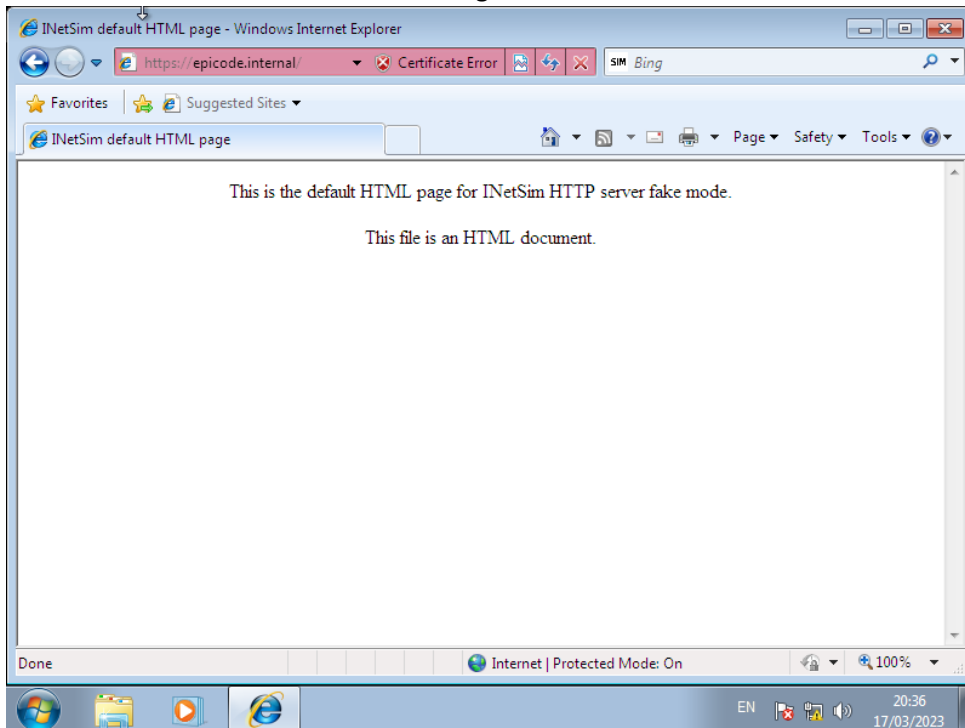 INetSim default HTML page - Windows Internet Explorer
https://epicode.internal/ Certificate Error SIM Bing
Favorites Suggested Sites
INetSim default HTML page Page Safety Tools
This is the default HTML page for INetSim HTTP server fake mode.
This file is an HTML document.
Done Internet | Protected Mode: On 100%
EN 20:36
17/03/2023